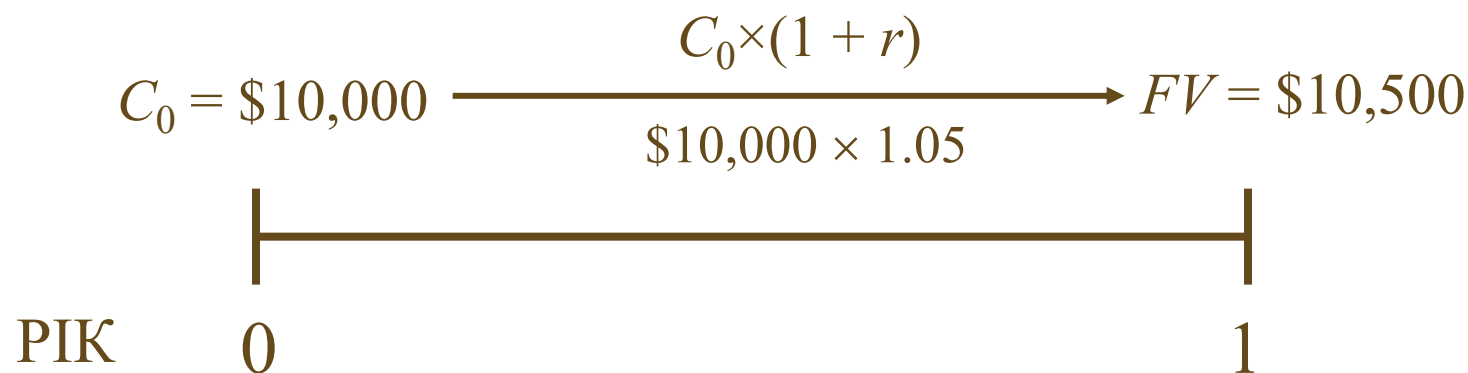 C₀×(1 + r)
C₀ = $10,000 FV = $10,500
$10,000 × 1.05
РІК 0 1